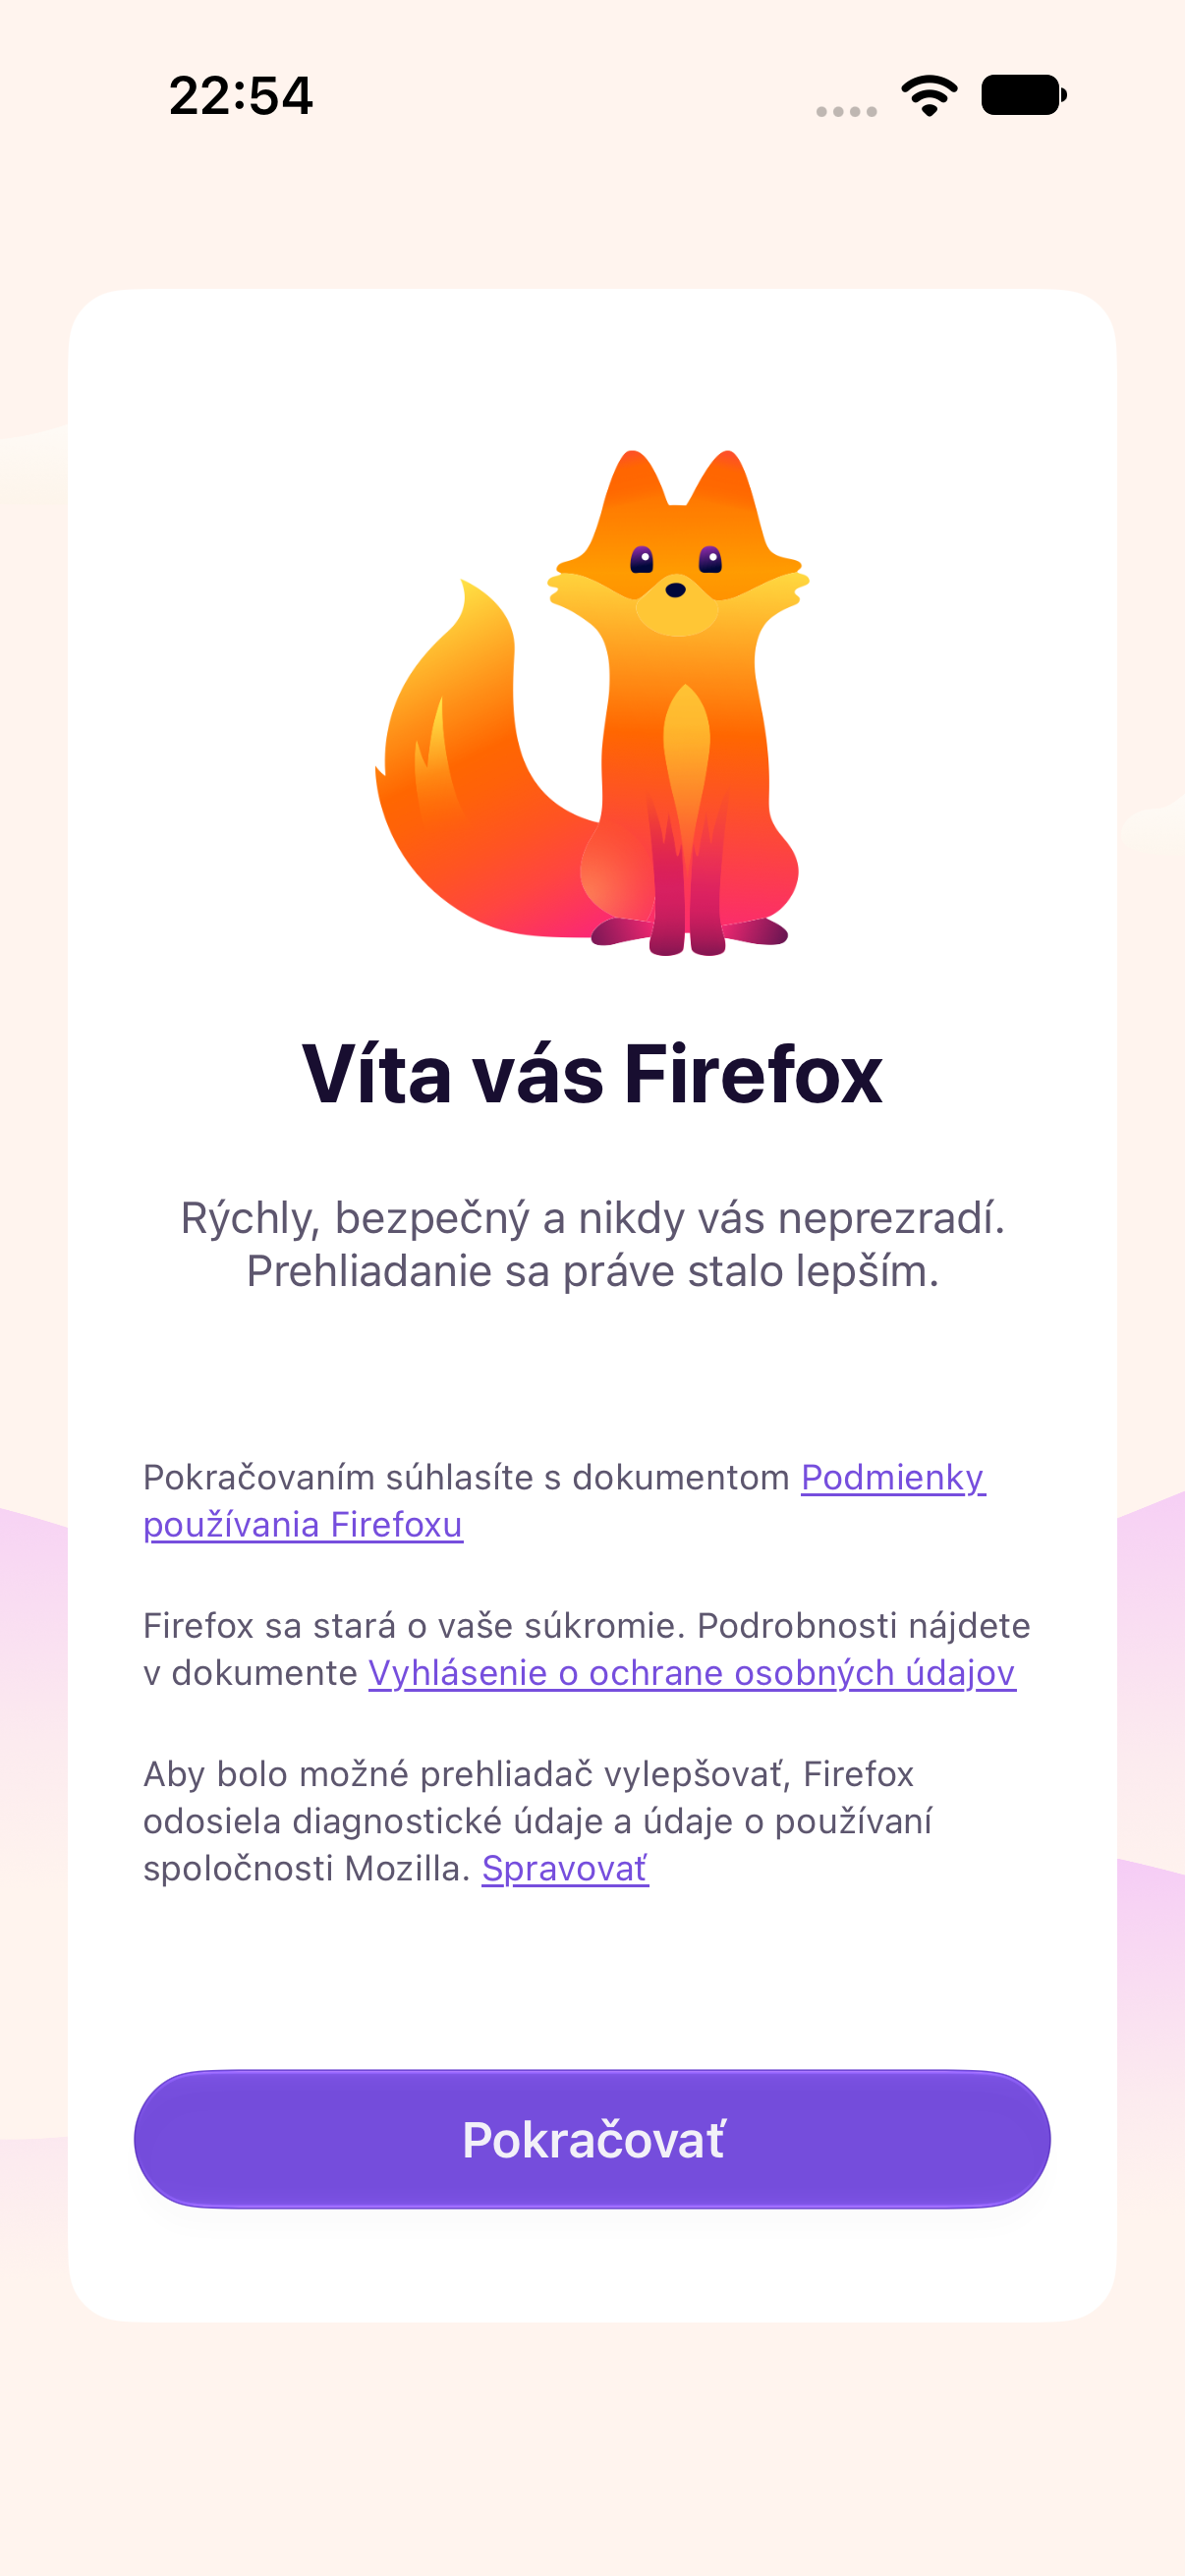 22:54
Víta vás Firefox
Rýchly, bezpečný a nikdy vás neprezradí.
Prehliadanie sa práve stalo lepším.
Pokračovaním súhlasíte s dokumentom Podmienky
používania Firefoxu
Firefox sa stará o vaše súkromie. Podrobnosti nájdete
v dokumente Vyhlásenie o ochrane osobných údajov
Aby bolo možné prehliadač vylepšovať, Firefox
odosiela diagnostické údaje a údaje o používaní
spoločnosti Mozilla. Spravovať
Pokračovať